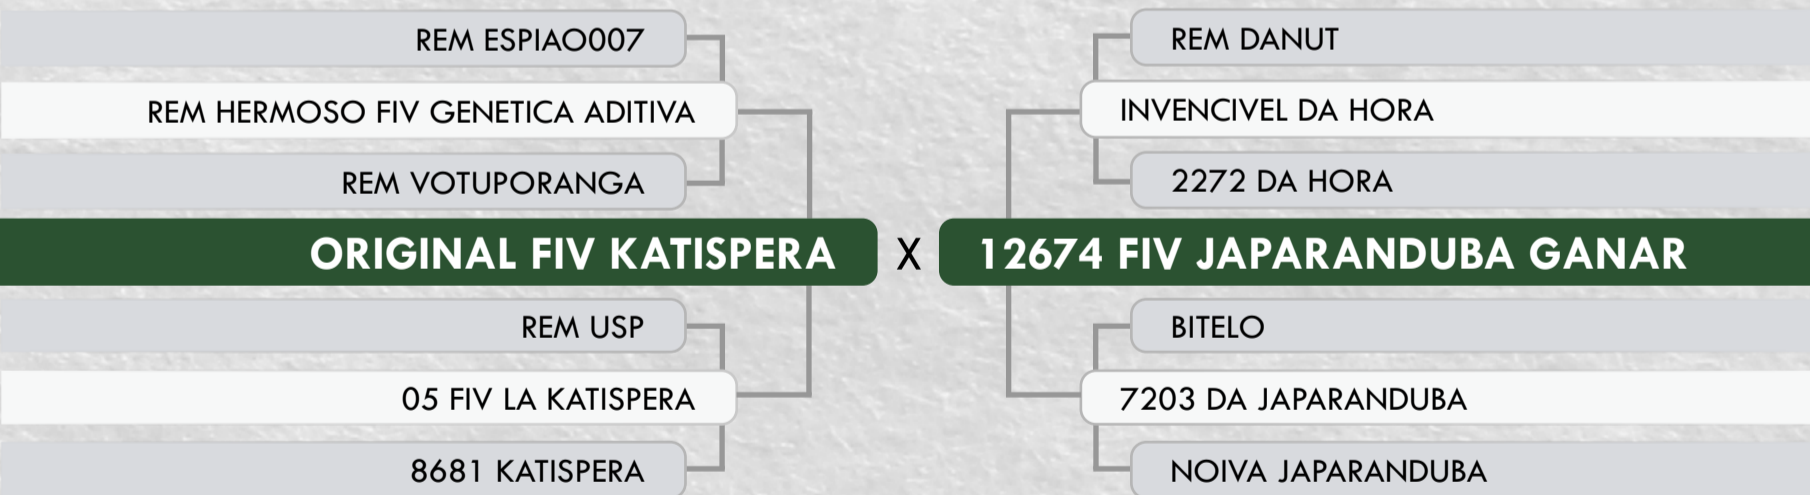 REM ESPIAO007
REM HERMOSO FIV GENETICA ADITIVA
REM VOTUPORANGA
ORIGINAL FIV KATISPERA
REM USP
05 FIV LA KATISPERA
8681 KATISPERA
X
REM DANUT
INVENCIVEL DA HORA
2272 DA HORA
12674 FIV JAPARANDUBA GANAR
BITELO
7203 DA JAPARANDUBA
NOIVA JAPARANDUBA